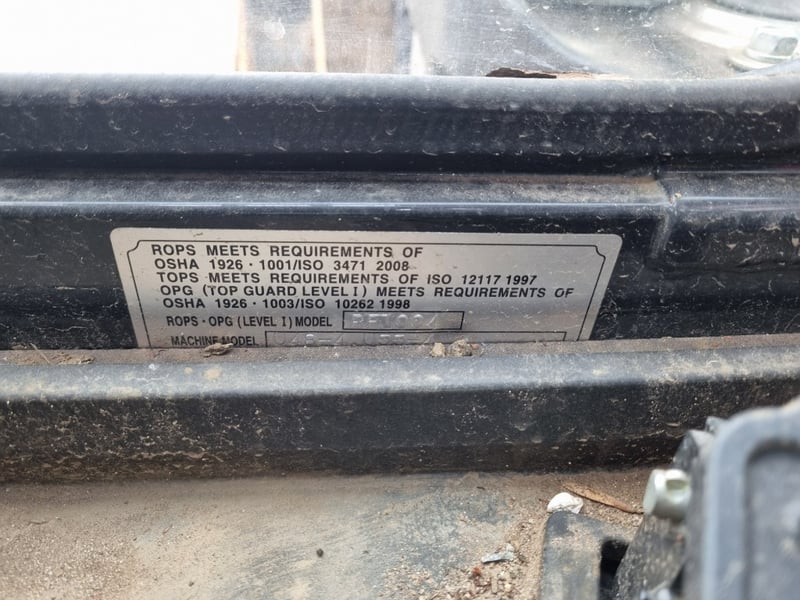 ROPS MEETS REQUIREMENTS OF
OSHA 1926・1001/ISO 3471 2008
TOPS MEETS REQUIREMENTS OF ISO 12117 1997
OPG (TOP GUARD LEVEL I) MEETS REQUIREMENTS OF
OSHA 1926・1003/ISO 10262 1998
ROPS・OPG (LEVEL I) MODEL
MACHINE MODEL